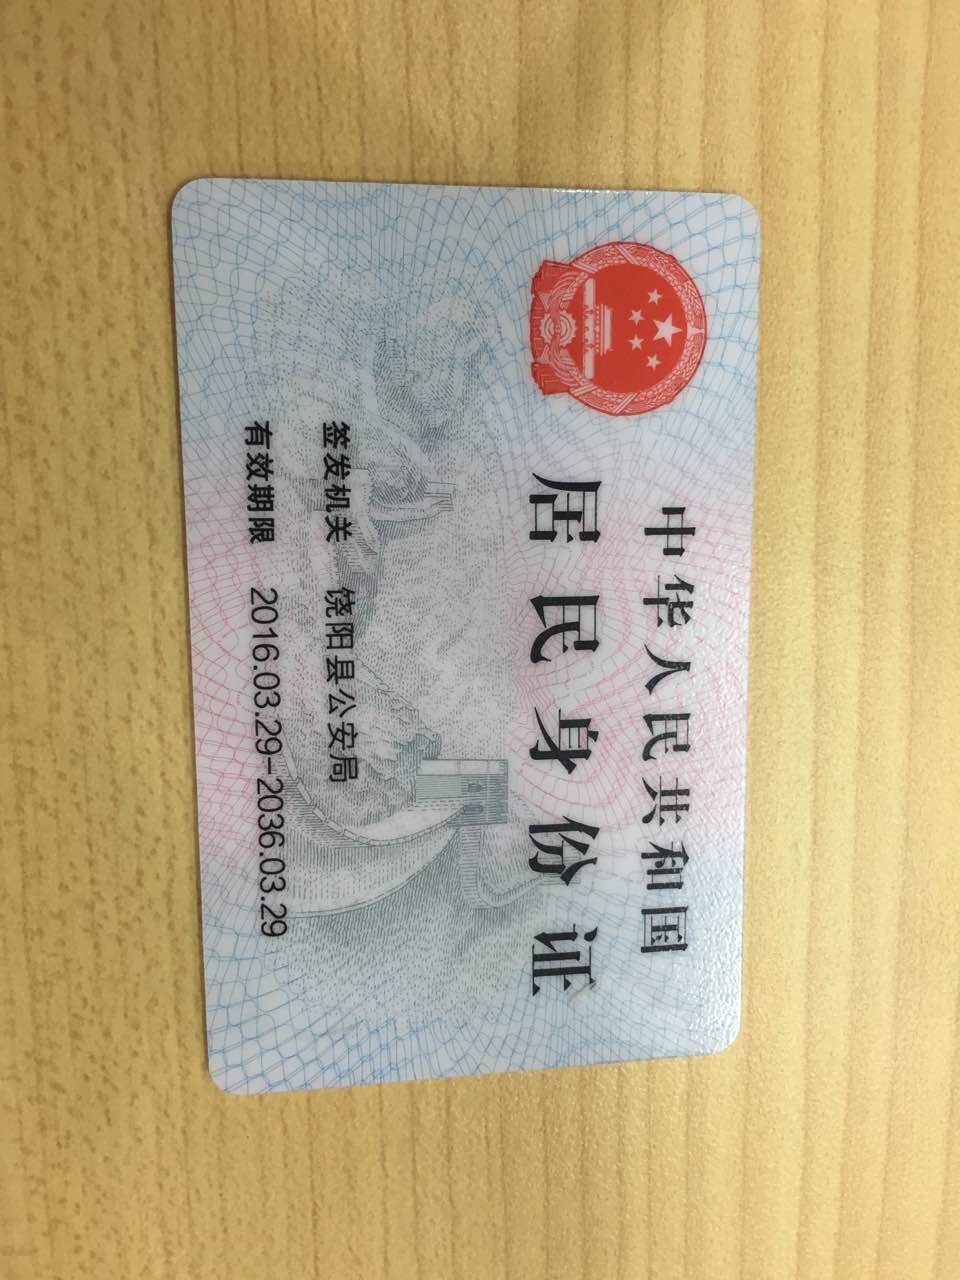 中华人民共和国
居民身份证
签发机关 饶阳县公安局
有效期限 2016.03.29-2036.03.29